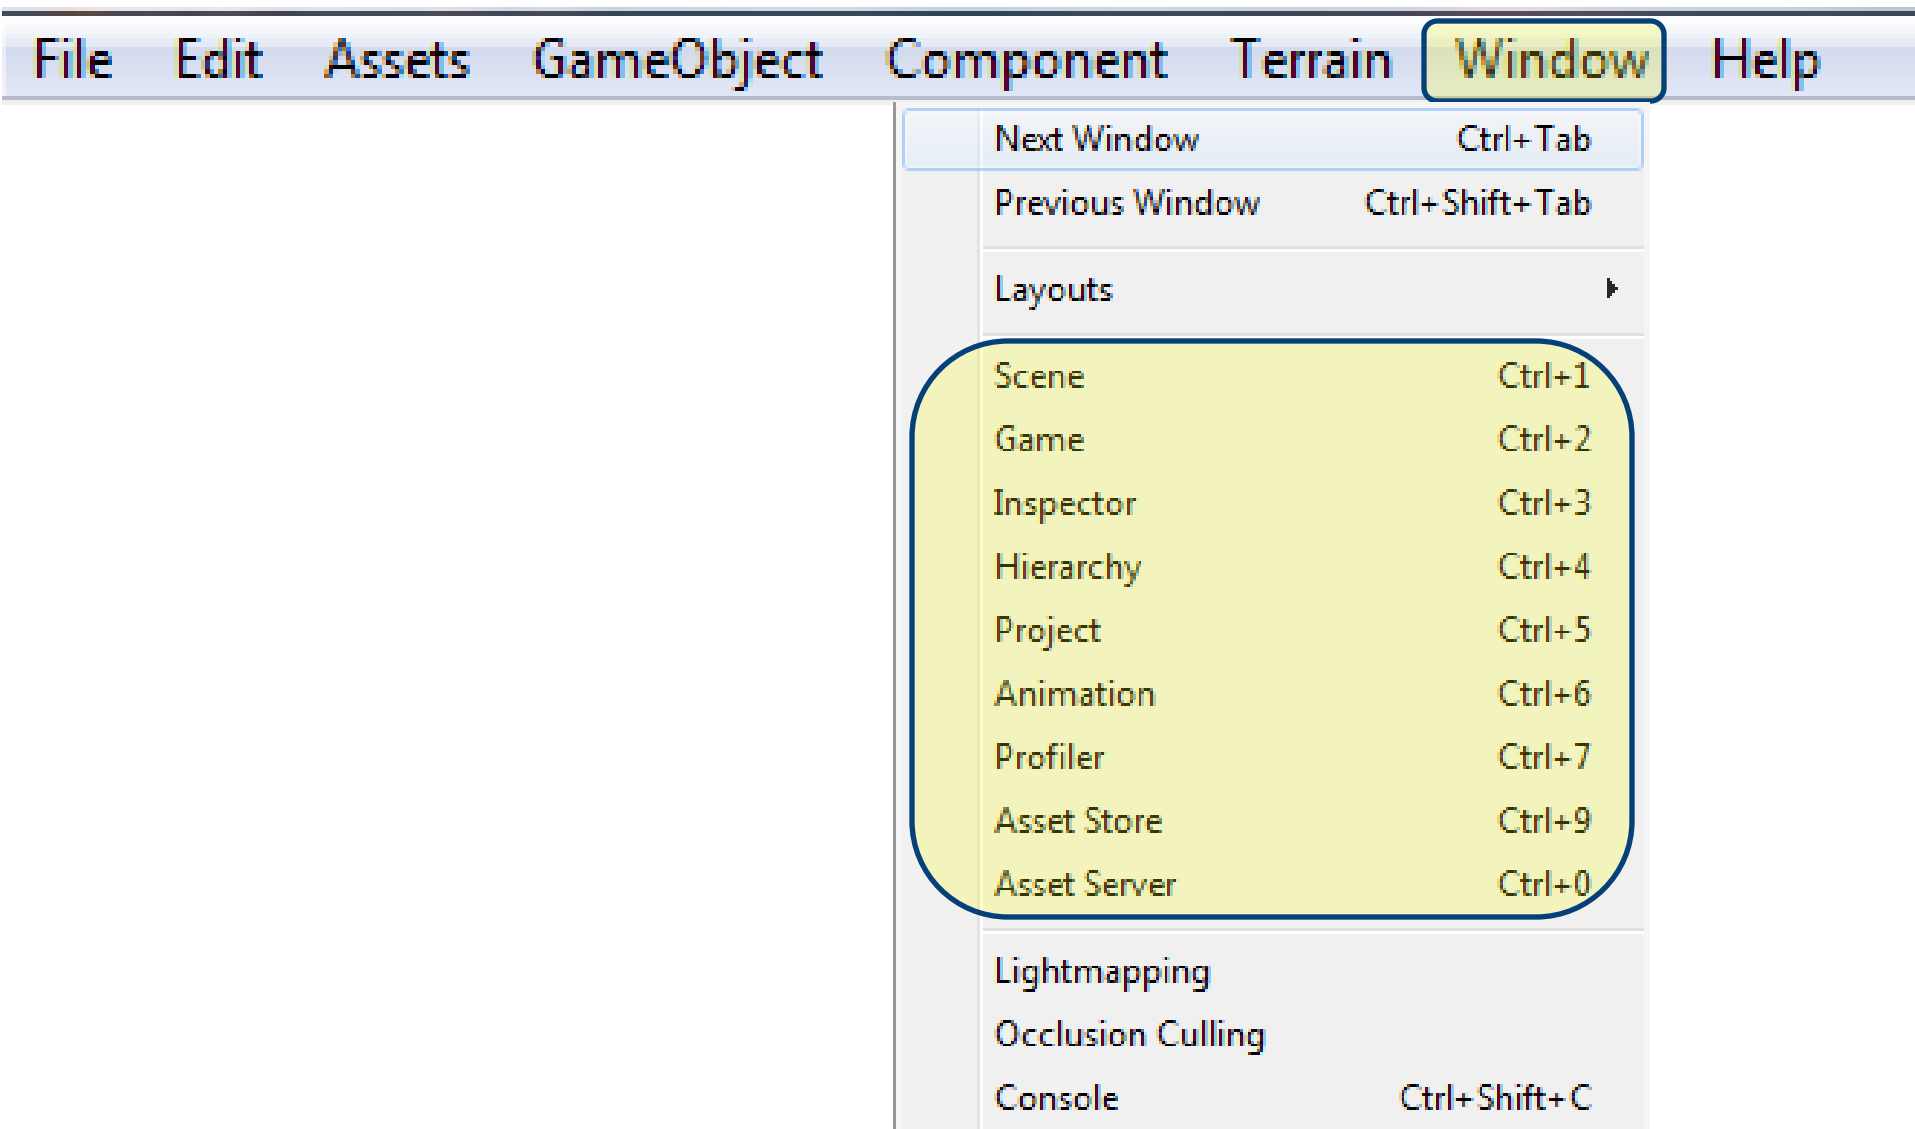 File Edit Assets GameObject Component Terrain Window Help
Next Window Ctrl+Tab
Previous Window Ctrl+Shift+Tab
Layouts
Scene Ctrl+1
Game Ctrl+2
Inspector Ctrl+3
Hierarchy Ctrl+4
Project Ctrl+5
Animation Ctrl+6
Profiler Ctrl+7
Asset Store Ctrl+9
Asset Server Ctrl+0
Lightmapping
Occlusion Culling
Console Ctrl+Shift+C